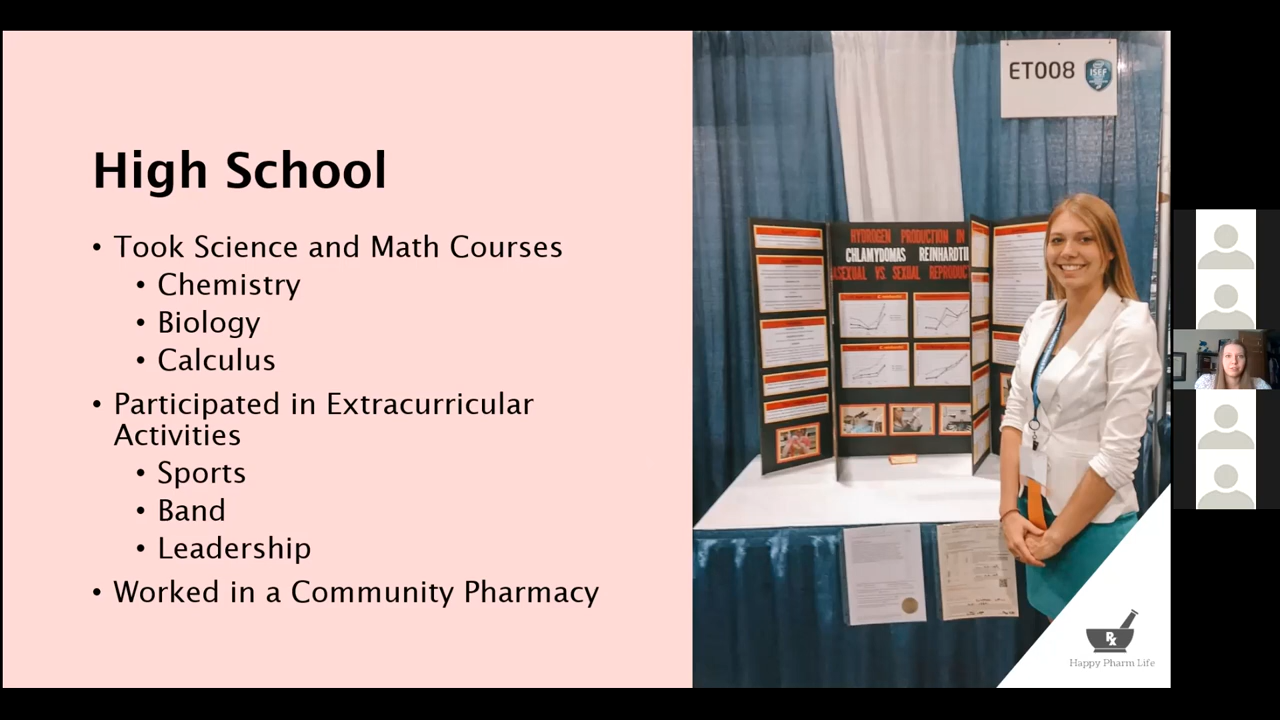 High School
• Took Science and Math Courses
• Chemistry
• Biology
• Calculus
• Participated in Extracurricular
Activities
• Sports
• Band
• Leadership
• Worked in a Community Pharmacy
ET008
ISEF
HYDROGEN PRODUCTION IN
CHLAMYDOMAS REINHARDTII
ASEXUAL VS. SEXUAL REPRODUCT
Rx
Happy Pharm Life